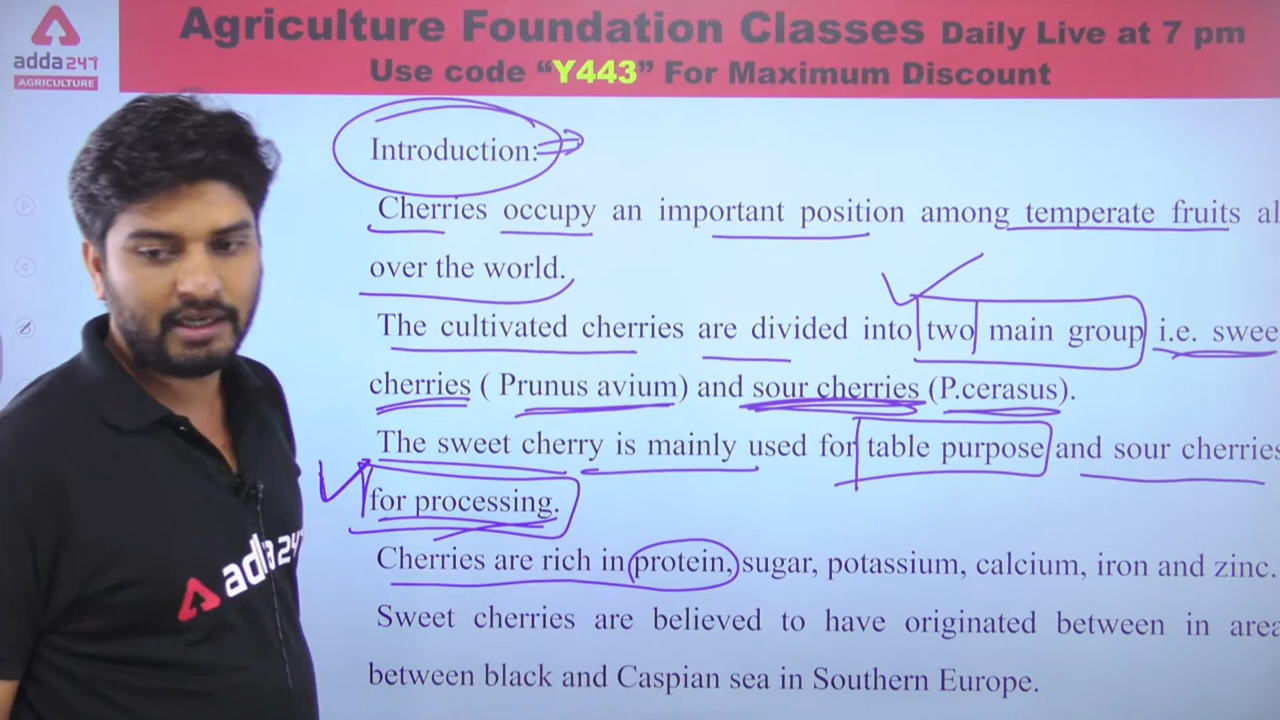 Agriculture Foundation Classes Daily Live at 7 pm
adda247
AGRICULTURE
Use code “Y443” For Maximum Discount
Introduction:
Cherries occupy an important position among temperate fruits al
over the world.
The cultivated cherries are divided into two main group i.e. swee
cherries ( Prunus avium) and sour cherries (P.cerasus).
The sweet cherry is mainly used for table purpose and sour cherries
for processing.
Cherries are rich in protein, sugar, potassium, calcium, iron and zinc.
Sweet cherries are believed to have originated between in area
between black and Caspian sea in Southern Europe.
adda247